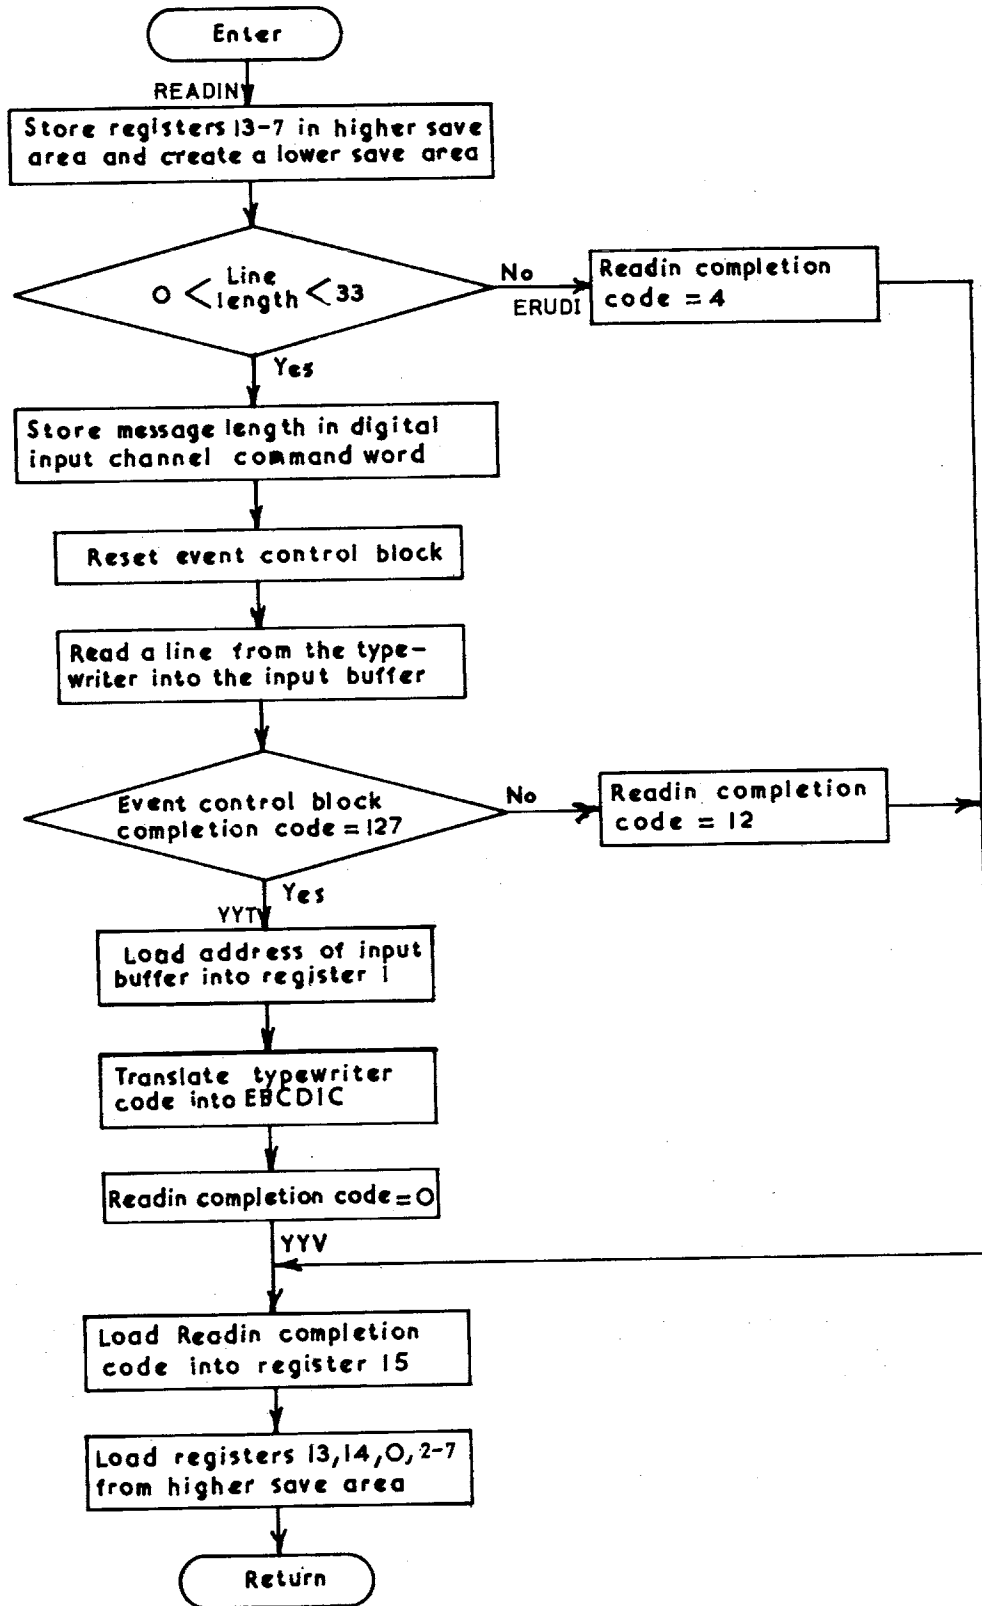 Enter
READIN
Store registers 13-7 in higher save
area and create a lower save area
Line
O < length < 33
No
ERUDI
Readin completion
code = 4
Yes
Store message length in digital
input channel command word
Reset event control block
Read a line from the type-
writer into the input buffer
Event control block
completion code = 127
No
Readin completion
code = 12
Yes
YYT
Load address of input
buffer into register 1
Translate typewriter
code into EBCDIC
Readin completion code = O
YYV
Load Readin completion
code into register 15
Load registers 13,14,O,2-7
from higher save area
Return